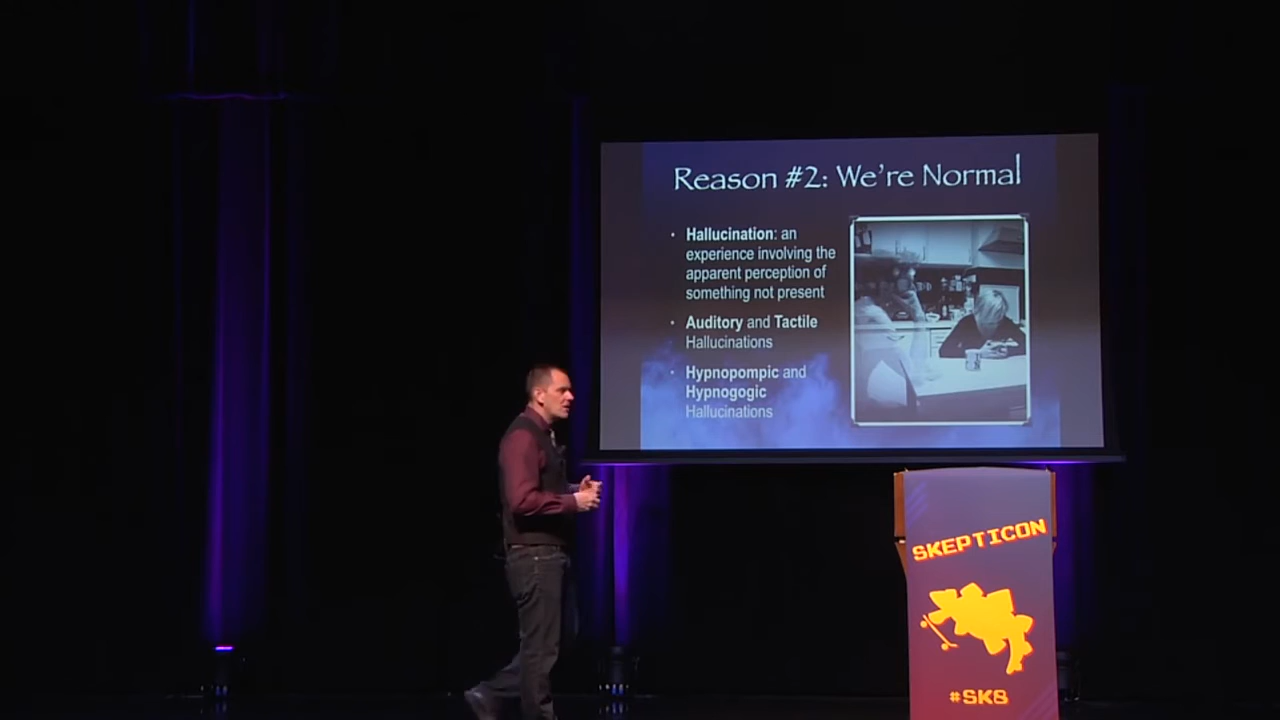 Reason #2: We're Normal
• Hallucination: an
experience involving the
apparent perception of
something not present
• Auditory and Tactile
Hallucinations
• Hypnopompic and
Hypnogogic
Hallucinations
SKEPTICON
#SK8